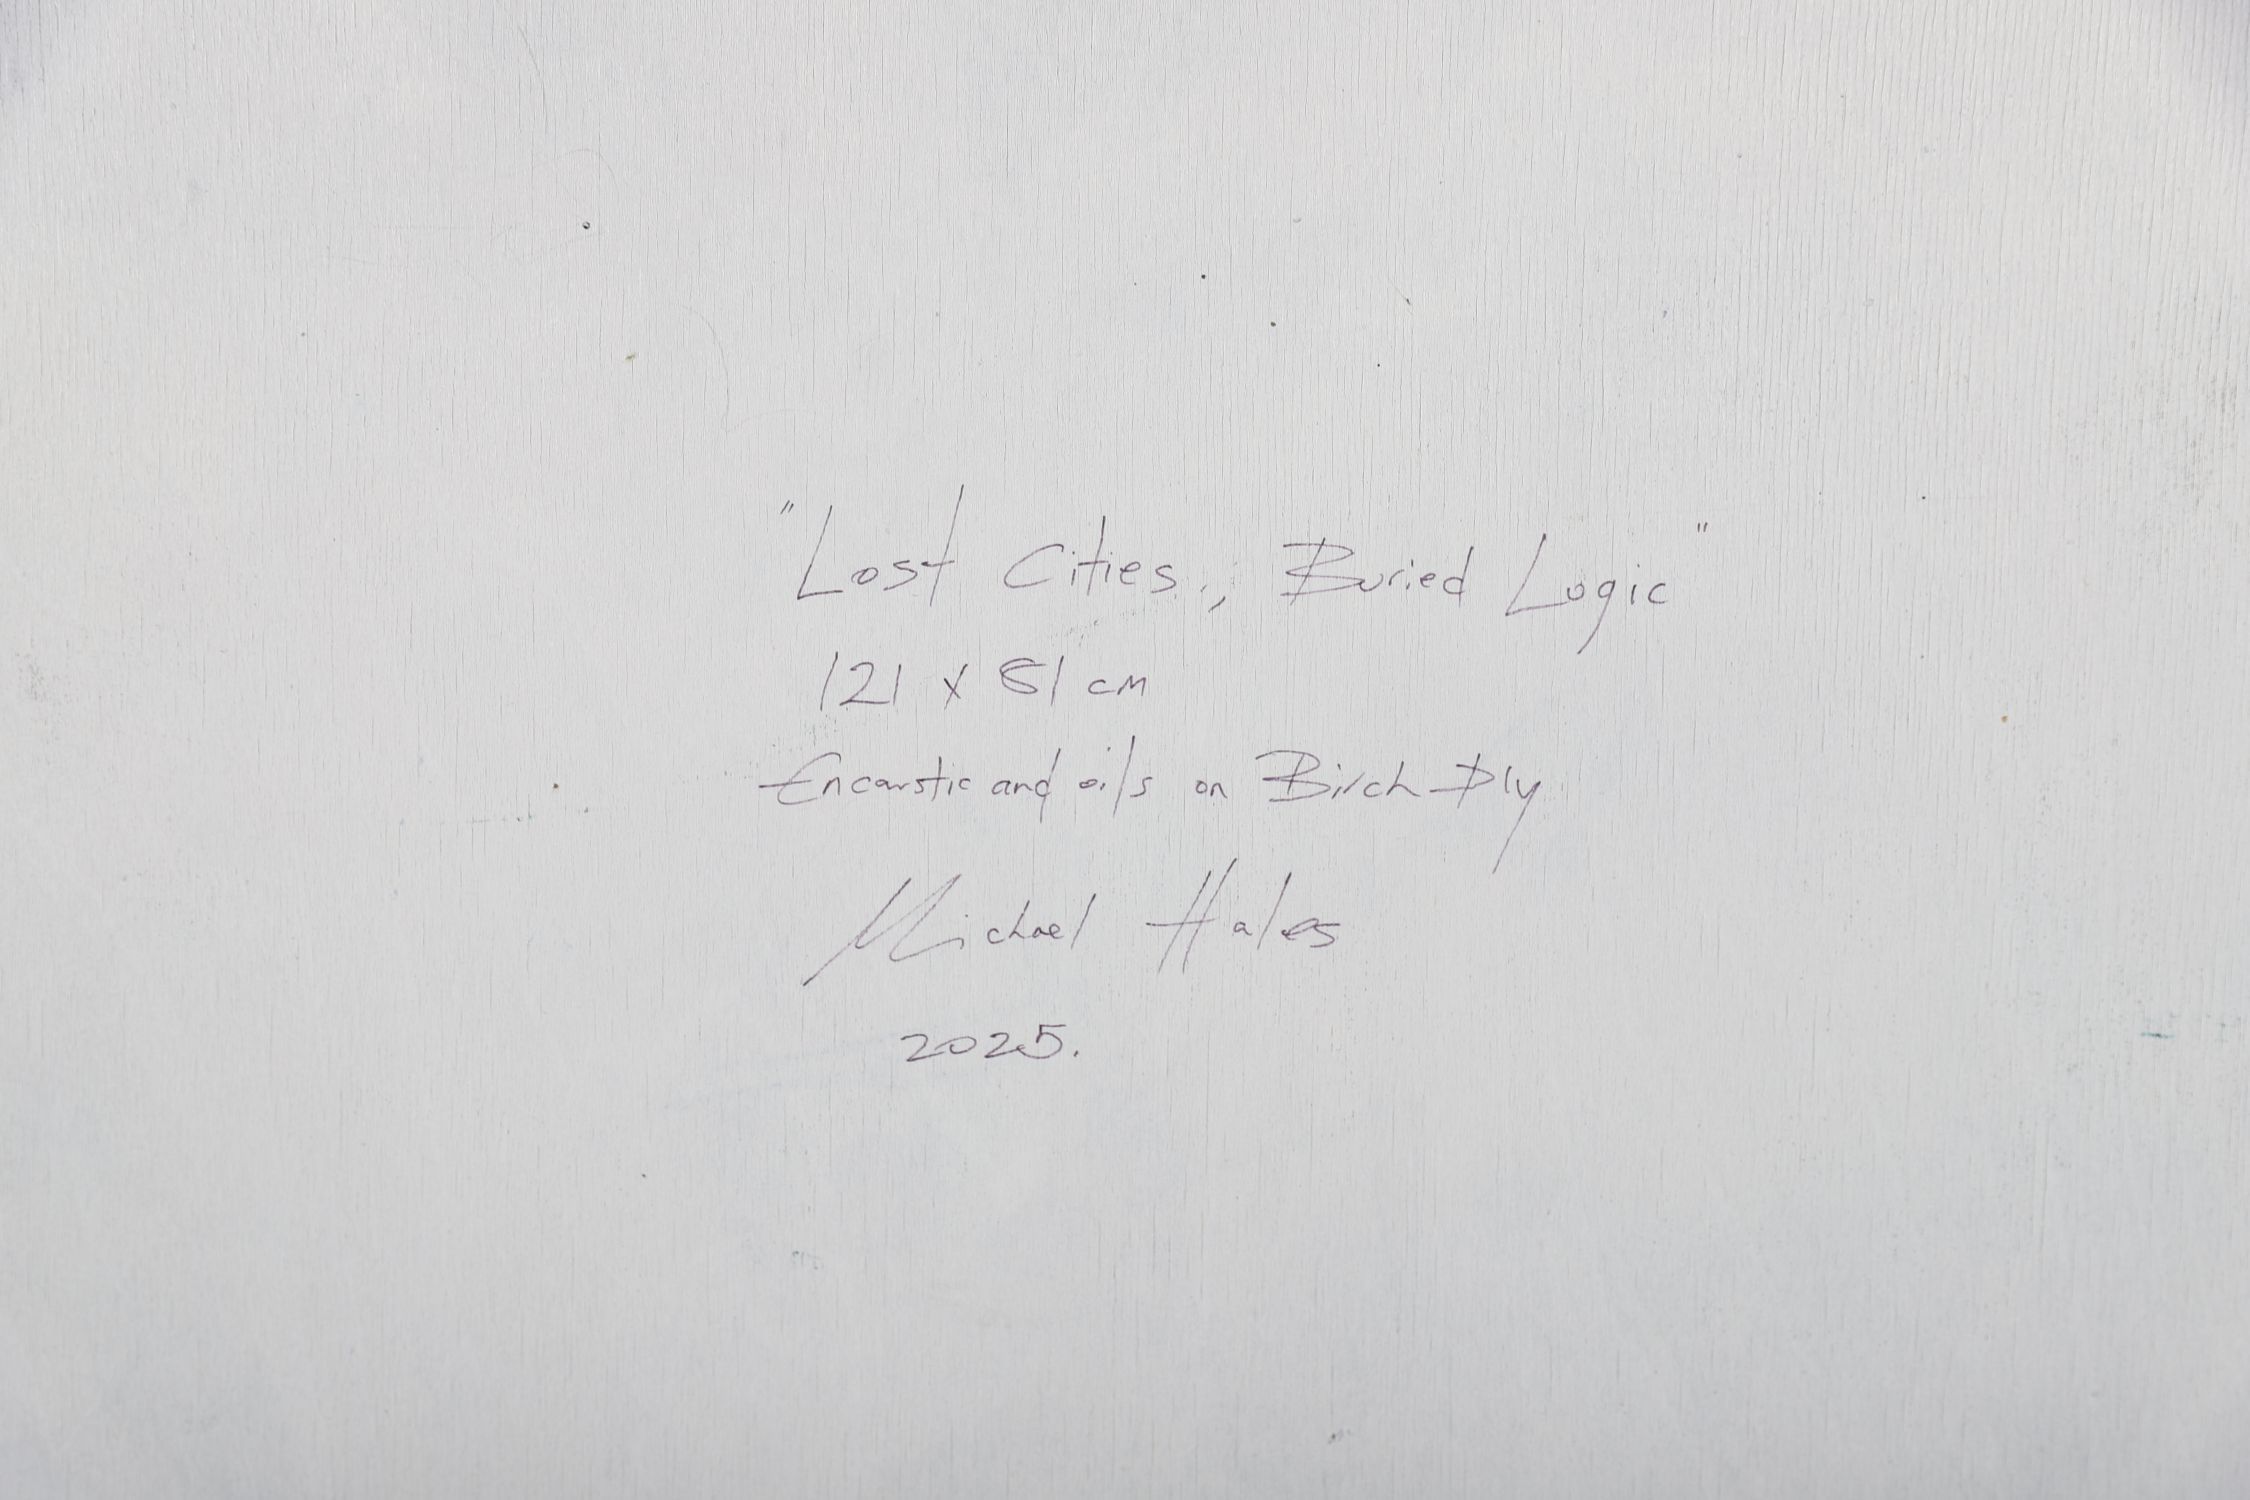 "Lost Cities., Buried Logic"
121 x 81 cm
Encaustic and oils on Birch Ply
Michael Hales
2025.